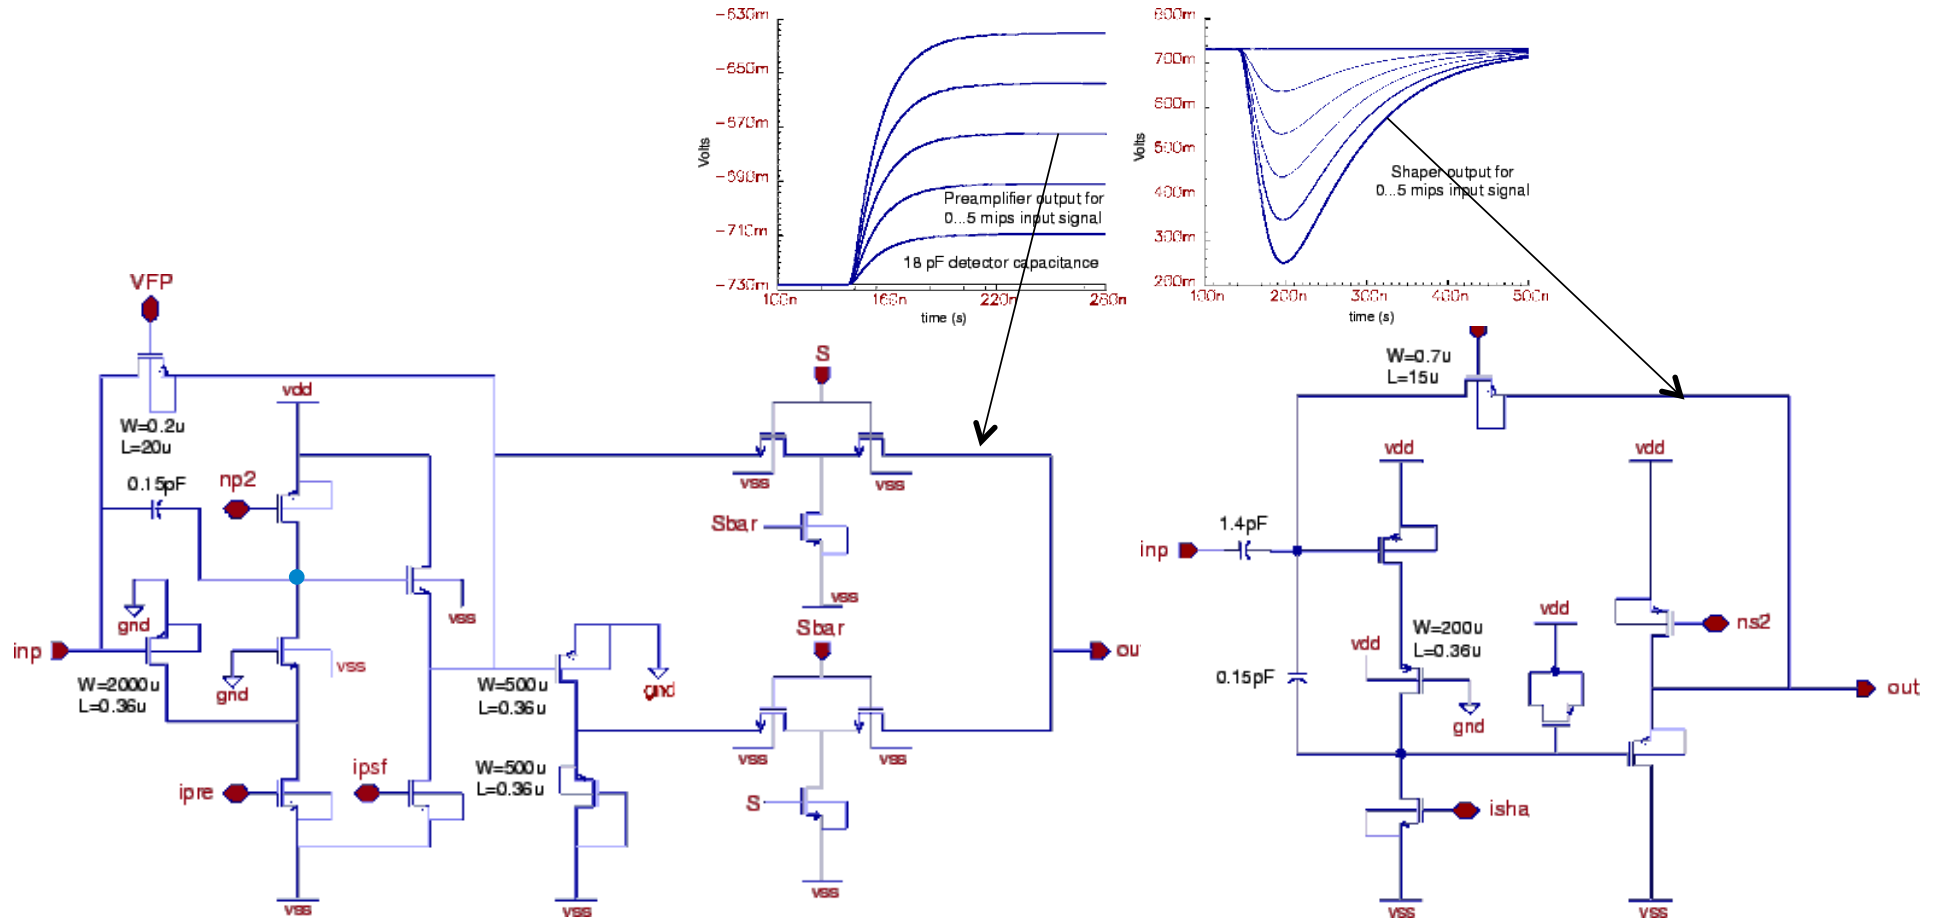 -630m
-650m
-670m
-690m
-710m
-730m
Volts
100n
160n
220n
280n
time (s)
Preamplifier output for
0...5 mips input signal
18 pF detector capacitance
800m
700m
600m
500m
400m
300m
200m
Volts
100n
200n
300n
400n
500n
time (s)
Shaper output for
0...5 mips input signal
VFP
W=0.2u
L=20u
vdd
0.15pF
np2
gnd
inp
W=2000u
L=0.36u
gnd
vss
vss
ipre
ipsf
vss
W=500u
L=0.36u
gnd
W=500u
L=0.36u
vss
S
vss
vss
Sbar
vss
Sbar
vss
vss
S
vss
ou
W=0.7u
L=15u
vdd
vdd
1.4pF
inp
vdd
W=200u
L=0.36u
0.15pF
gnd
vdd
ns2
out
isha
vss
vss